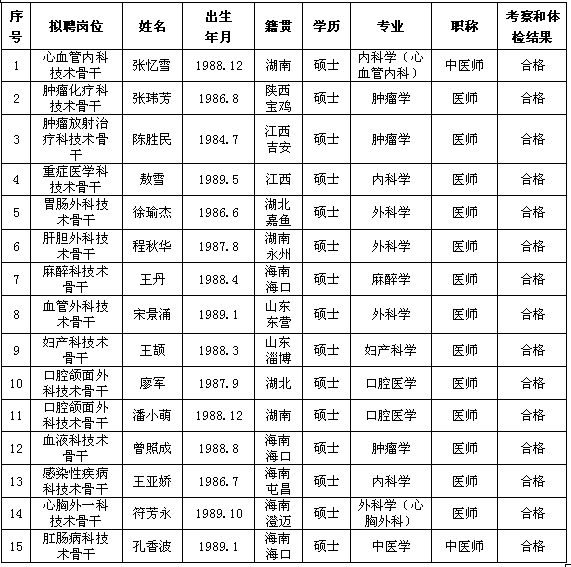 序号 拟聘岗位 姓名 出生年月 籍贯 学历 专业 职称 考察和体检结果
1 心血管内科技术骨干 张忆雪 1988.12 湖南 硕士 内科学（心血管内科） 中医师 合格
2 肿瘤化疗科技术骨干 张玮芳 1986.8 陕西宝鸡 硕士 肿瘤学 医师 合格
3 肿瘤放射治疗科技术骨干 陈胜民 1984.7 江西吉安 硕士 肿瘤学 医师 合格
4 重症医学科技术骨干 敖雪 1989.5 江西 硕士 内科学 医师 合格
5 胃肠外科技术骨干 徐瑜杰 1986.6 湖北嘉鱼 硕士 外科学 医师 合格
6 肝胆外科技术骨干 程秋华 1987.8 湖南永州 硕士 外科学 医师 合格
7 麻醉科技术骨干 王丹 1988.4 海南海口 硕士 麻醉学 医师 合格
8 血管外科技术骨干 宋景涌 1989.1 山东东营 硕士 外科学 医师 合格
9 妇产科技术骨干 王颉 1988.3 山东淄博 硕士 妇产科学 医师 合格
10 口腔颌面外科技术骨干 廖军 1987.9 湖北 硕士 口腔医学 医师 合格
11 口腔颌面外科技术骨干 潘小萌 1988.12 湖南 硕士 口腔医学 医师 合格
12 血液科技术骨干 曾照成 1988.8 海南海口 硕士 肿瘤学 医师 合格
13 感染性疾病科技术骨干 王亚娇 1986.7 海南屯昌 硕士 内科学 医师 合格
14 心胸外一科技术骨干 符芳永 1989.10 海南澄迈 硕士 外科学（心胸外科） 医师 合格
15 肛肠病科技术骨干 孔香波 1989.1 海南海口 硕士 中医学 中医师 合格